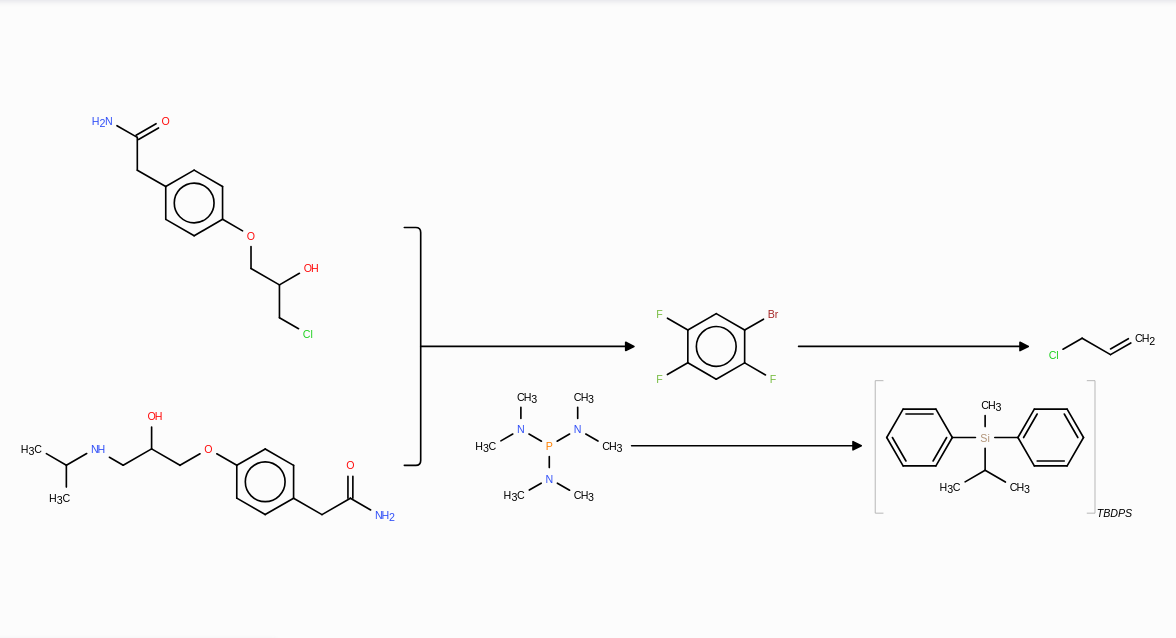 H2N O
O
OH
Cl
F Br
F F
Cl CH2
CH3 CH3
N N
H3C P CH3
N
H3C CH3
CH3
Si
H3C CH3
TBDPS
OH
H3C NH O
H3C
O
NH2